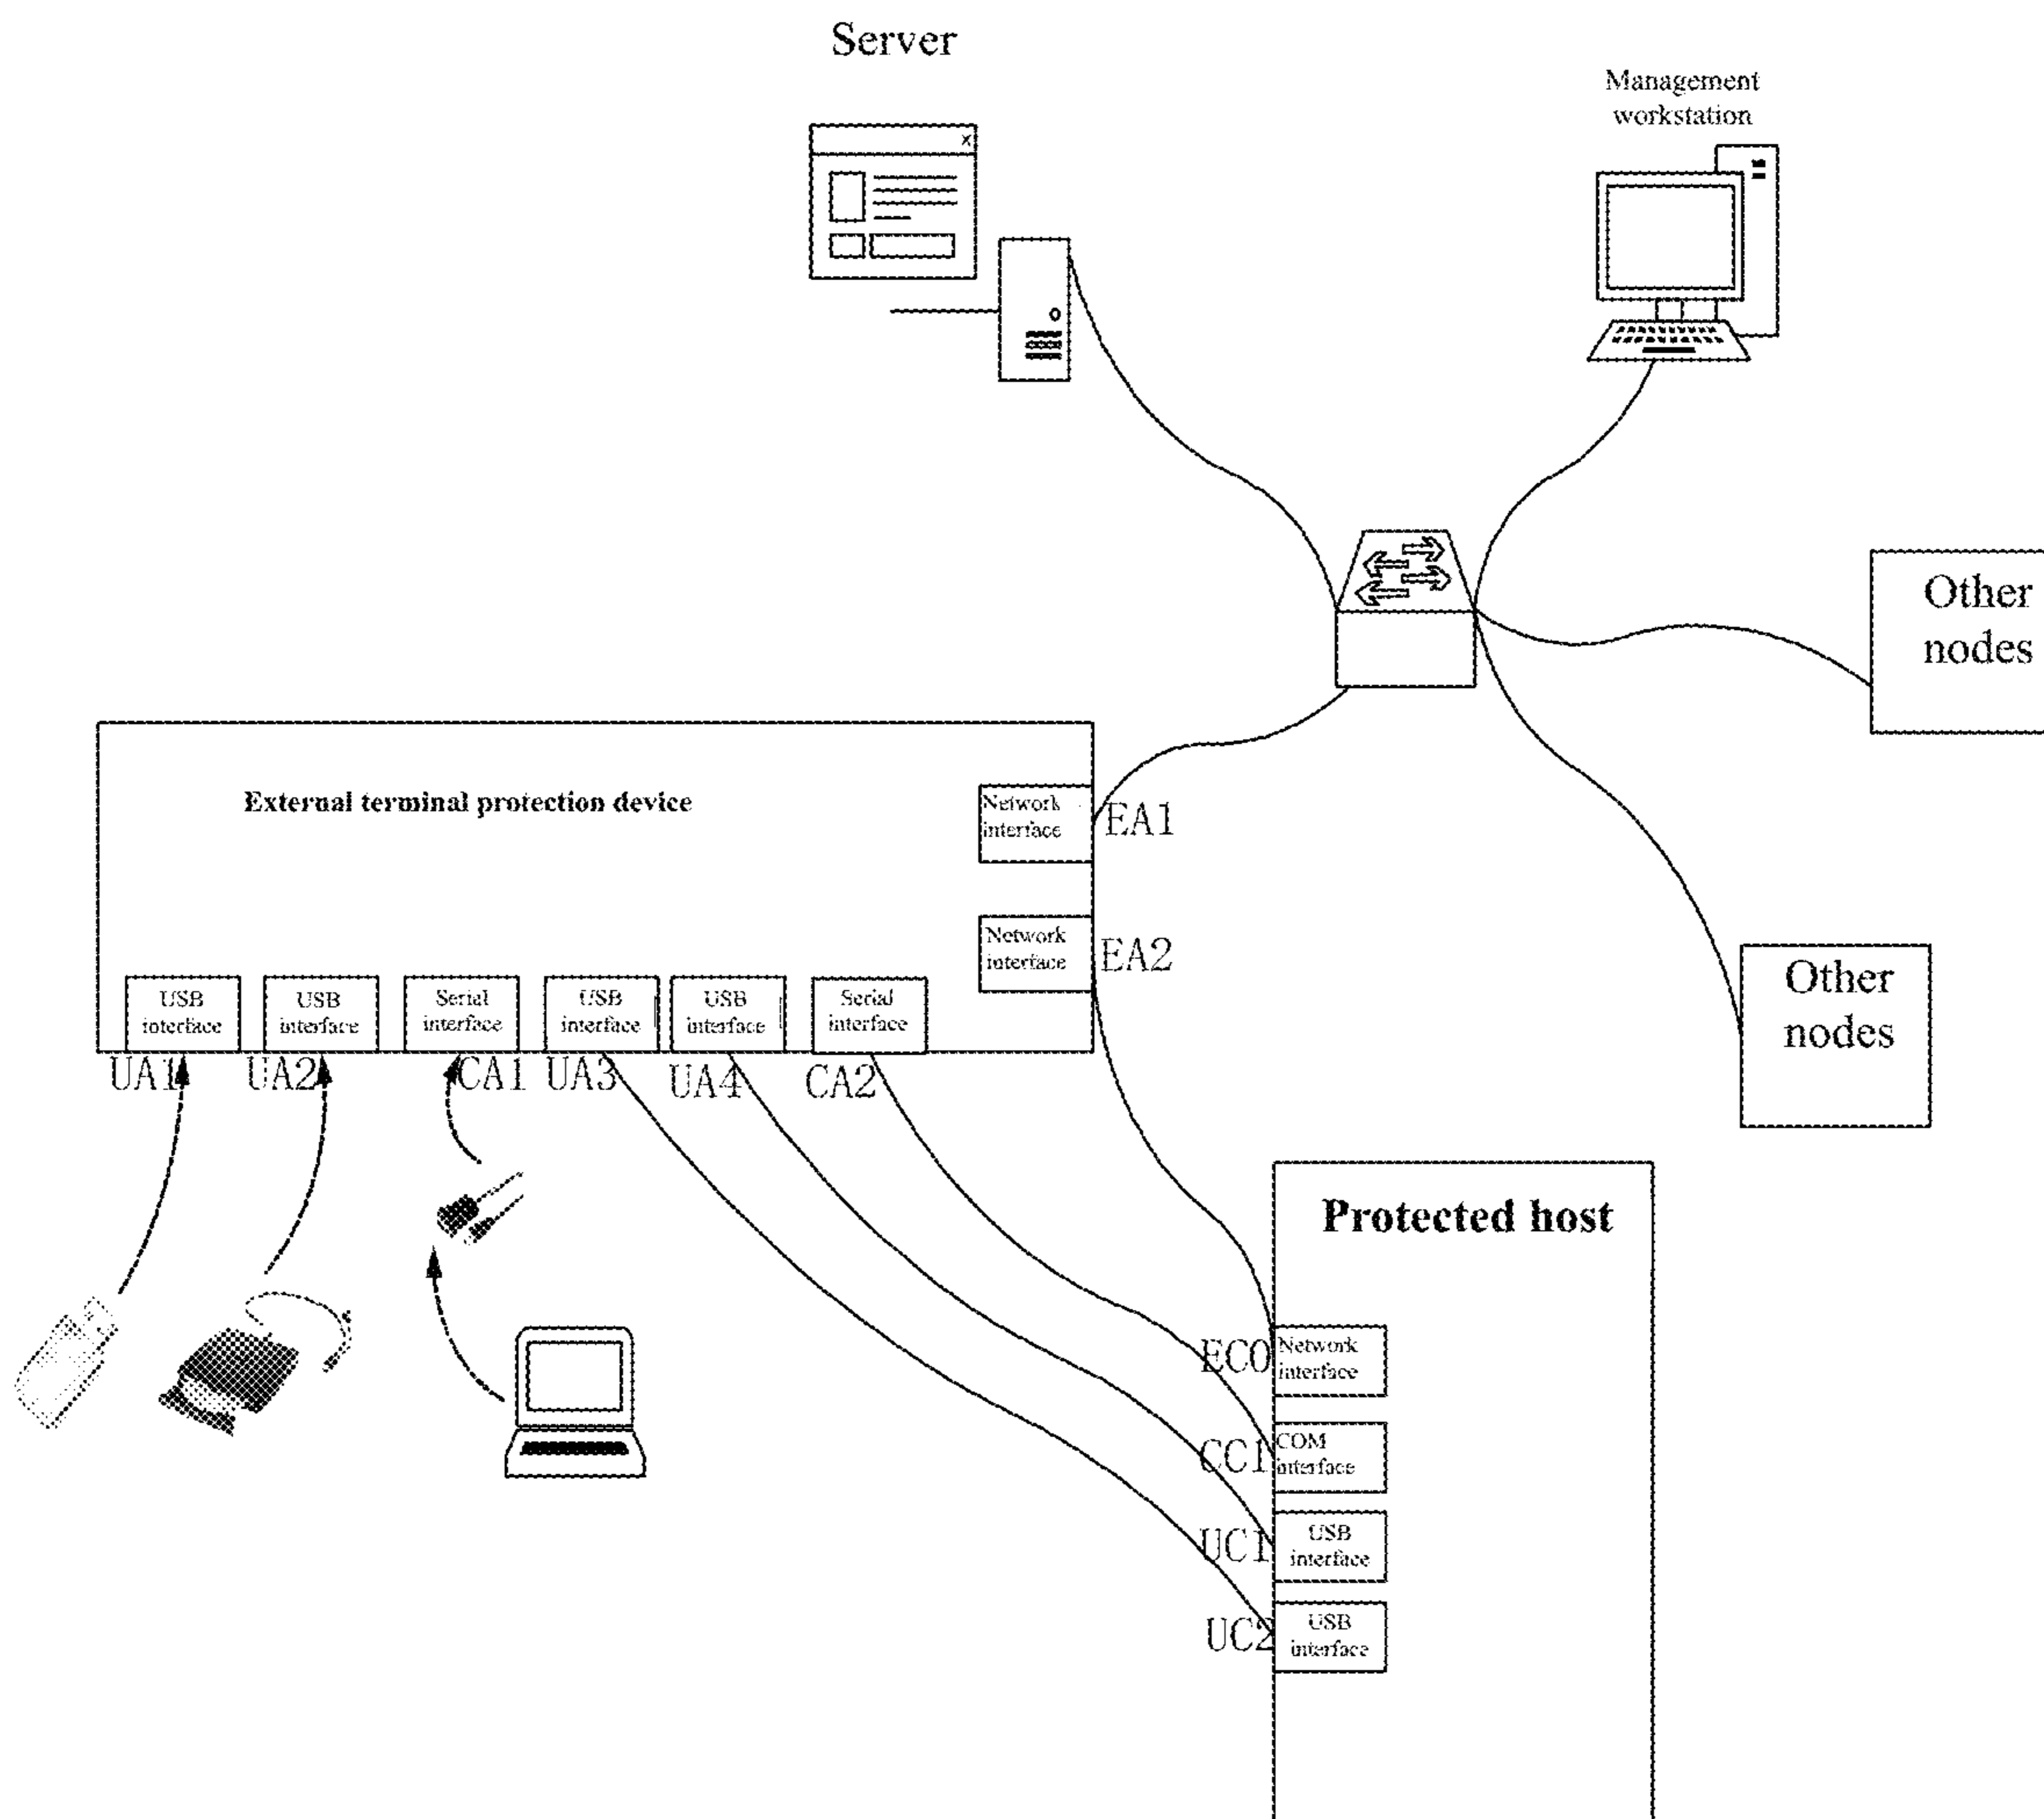 Server
Management
workstation
x
Other
nodes
External terminal protection device
Network
interface
EA1
Network
interface
EA2
USB
interface
USB
interface
Serial
interface
USB
interface
USB
interface
Serial
interface
UA1
UA2
CA1
UA3
UA4
CA2
Other
nodes
Protected host
EC0
Network
interface
CC1
COM
interface
UC1
USB
interface
UC2
USB
interface